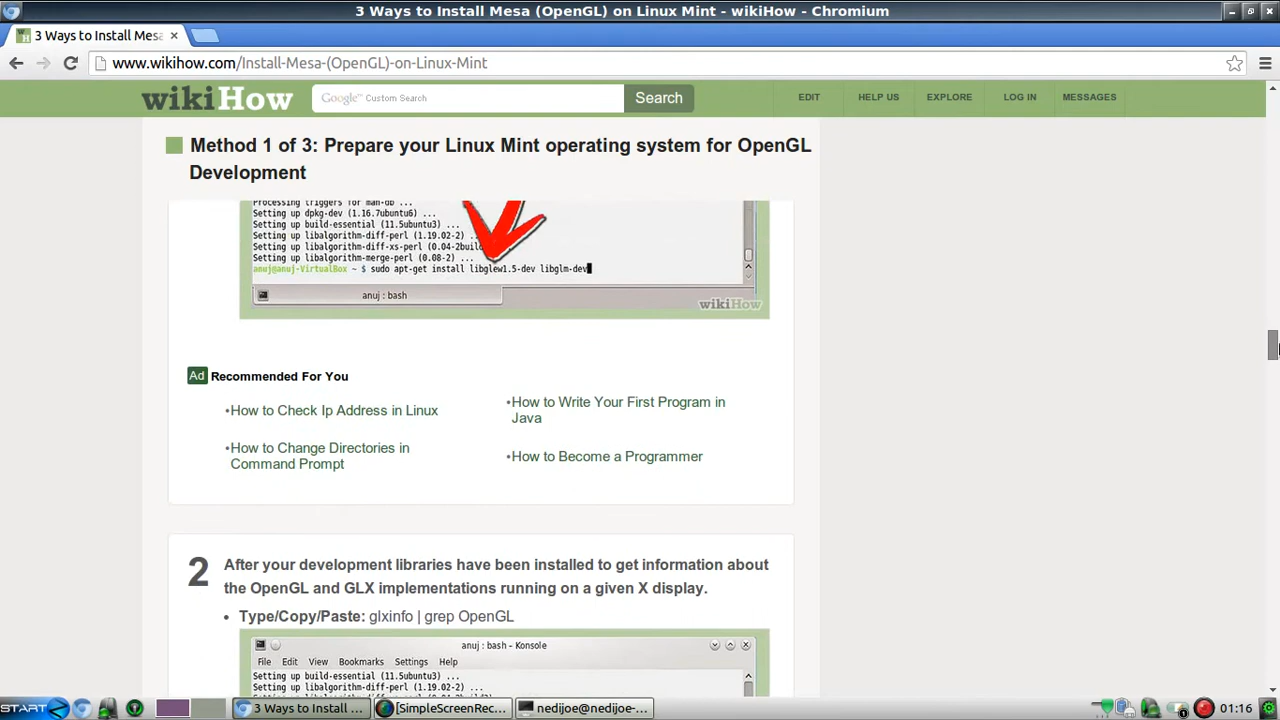 3 Ways to Install Mesa (OpenGL) on Linux Mint - wikiHow - Chromium
3 Ways to Install Mesa
www.wikihow.com/Install-Mesa-(OpenGL)-on-Linux-Mint
wikiHow
Google™ Custom Search
Search
EDIT
HELP US
EXPLORE
LOG IN
MESSAGES
Method 1 of 3: Prepare your Linux Mint operating system for OpenGL
Development
Processing triggers for man-db ...
Setting up dpkg-dev (1.16.7ubuntu6) ...
Setting up build-essential (11.5ubuntu3) ...
Setting up libalgorithm-diff-perl (1.19.02-2) ...
Setting up libalgorithm-diff-xs-perl (0.04-2build
Setting up libalgorithm-merge-perl (0.08-2) ...
anuj@anuj-VirtualBox ~ $ sudo apt-get install libglew1.5-dev libglm-dev
anuj : bash
wikiHow
Ad Recommended For You
•How to Check Ip Address in Linux
•How to Change Directories in
Command Prompt
•How to Write Your First Program in
Java
•How to Become a Programmer
2
After your development libraries have been installed to get information about
the OpenGL and GLX implementations running on a given X display.
• Type/Copy/Paste: glxinfo | grep OpenGL
anuj : bash - Konsole
File Edit View Bookmarks Settings Help
Setting up build-essential (11.5ubuntu3) ...
START
3 Ways to Install ...
[SimpleScreenRec...
nedijoe@nedijoe-...
01:16